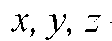 x, y, z